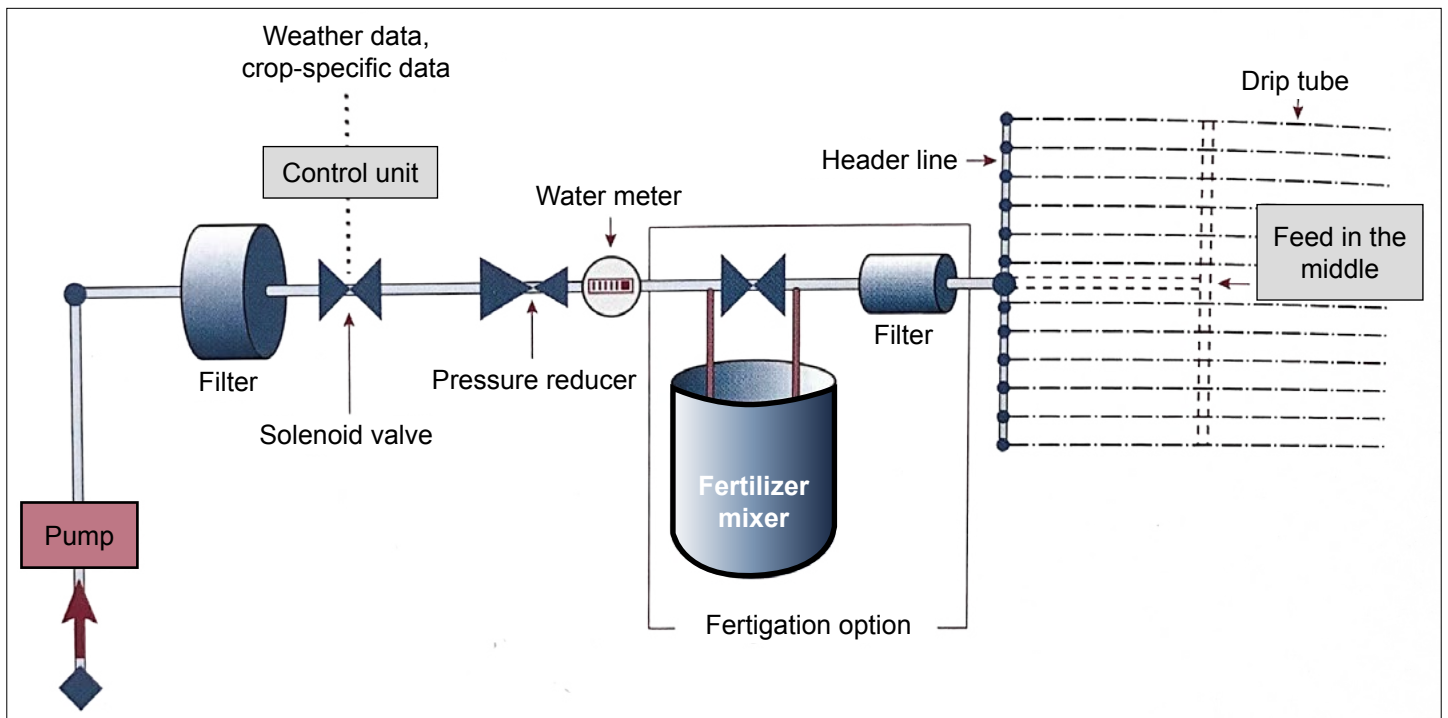 Weather data,
crop-specific data
Control unit
Drip tube
Header line
Water meter
Feed in the
middle
Filter
Filter
Pressure reducer
Solenoid valve
Fertilizer
mixer
Pump
Fertigation option